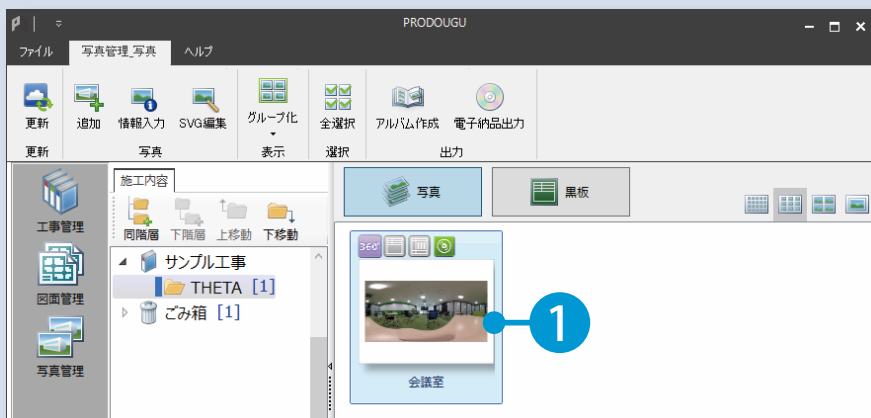 PRODOUGU
ファイル 写真管理_写真 ヘルプ
更新 追加 情報入力 SVG編集 グループ化 全選択 アルバム作成 電子納品出力
更新 写真 表示 選択 出力
施工内容
写真 黒板
工事管理
同階層 下階層 上移動 下移動
360°
サンプル工事
THETA [1]
ごみ箱 [1]
図面管理
1
写真管理
会議室